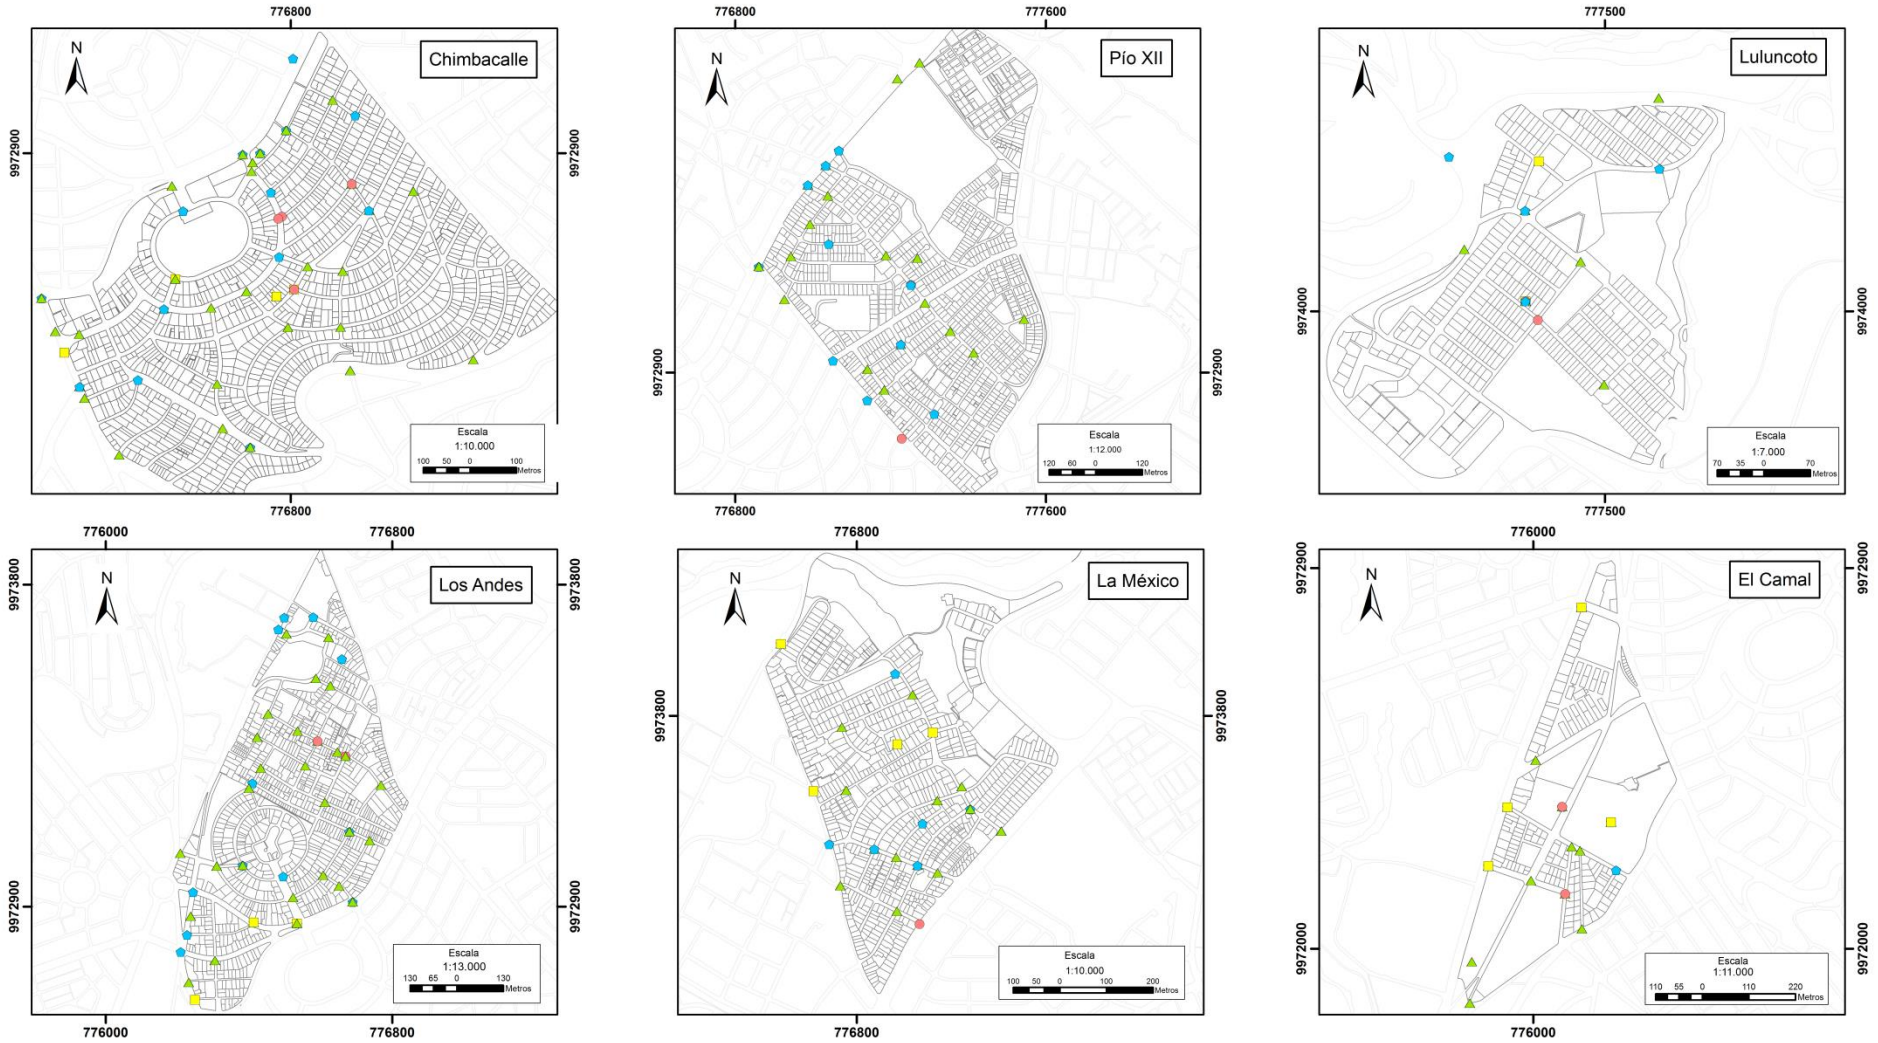 776800
776800
777600
777500
N
Chimbacalle
N
Pío XII
N
Luluncoto
9972900
9972900
9974000
9974000
9972900
9972900
Escala
1:10.000
100 50 0 100
Metros
Escala
1:12.000
120 60 0 120
Metros
Escala
1:7.000
70 35 0 70
Metros
776800
776800
777600
777500
776000
776800
776800
776000
N
Los Andes
N
La México
N
El Camal
9973800
9973800
9972900
9972900
9973800
9973800
9972900
9972900
9972000
9972000
Escala
1:13.000
130 65 0 130
Metros
Escala
1:10.000
100 50 0 100 200
Metros
Escala
1:11.000
110 55 0 110 220
Metros
776000
776800
776800
776000